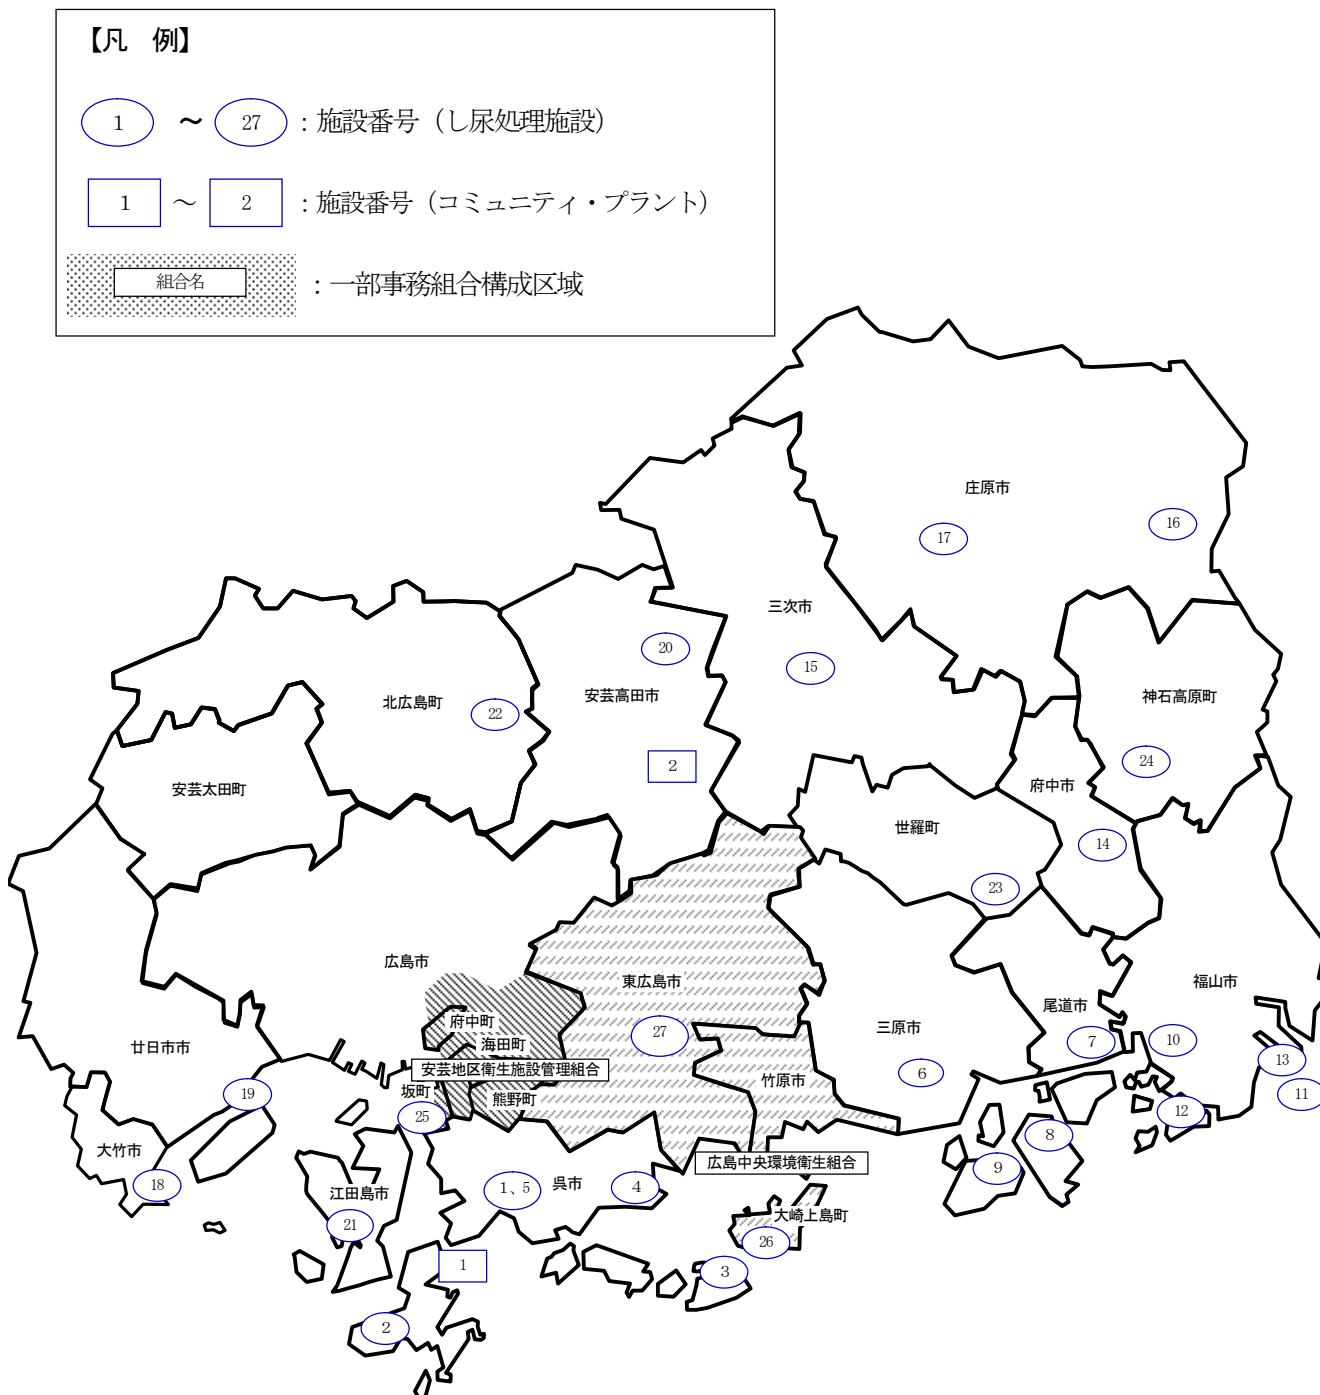 【凡　例】
1 ～ 27 ：施設番号（し尿処理施設）
1 ～ 2 ：施設番号（コミュニティ・プラント）
組合名 ：一部事務組合構成区域
庄原市
16
17
三次市
20
15
北広島町
安芸高田市
神石高原町
22
2
24
安芸太田町
府中市
世羅町
14
23
広島市
東広島市
福山市
府中町
尾道市
三原市
27
海田町
7
10
廿日市市
13
安芸地区衛生施設管理組合
竹原市
6
坂町
熊野町
19
11
25
12
8
大竹市
広島中央環境衛生組合
9
18
江田島市
1、5
呉市
4
21
大崎上島町
26
1
3
2